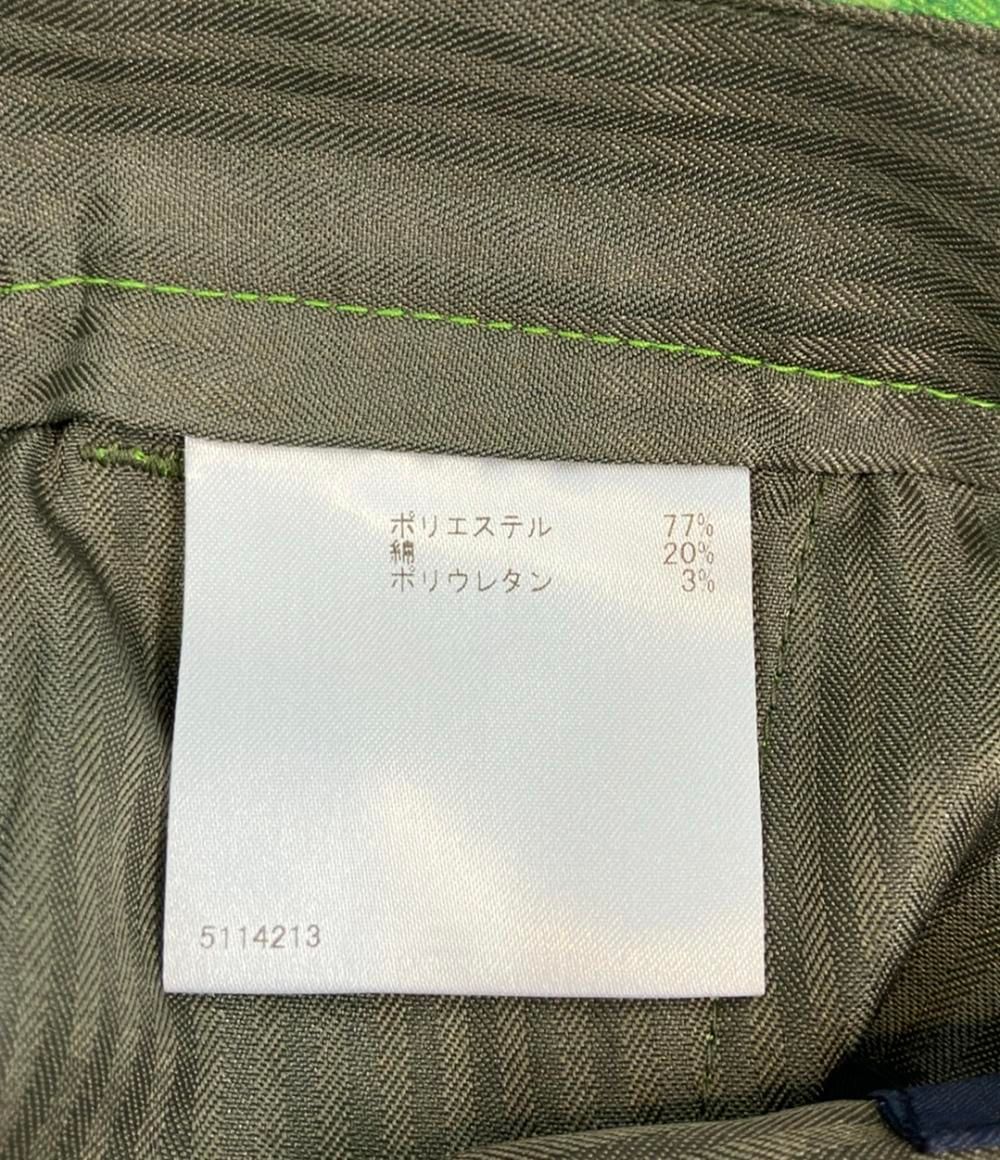 ポリエステル 77%
綿 20%
ポリウレタン 3%
5114213